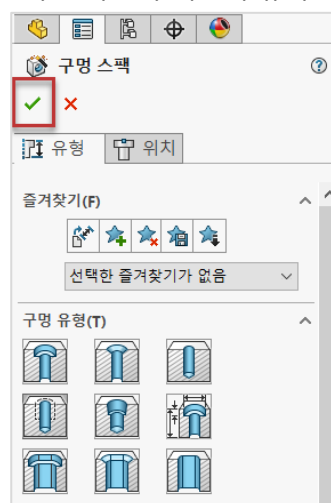 구멍 스팩
유형
위치
즐겨찾기(F)
선택한 즐겨찾기가 없음
구멍 유형(T)